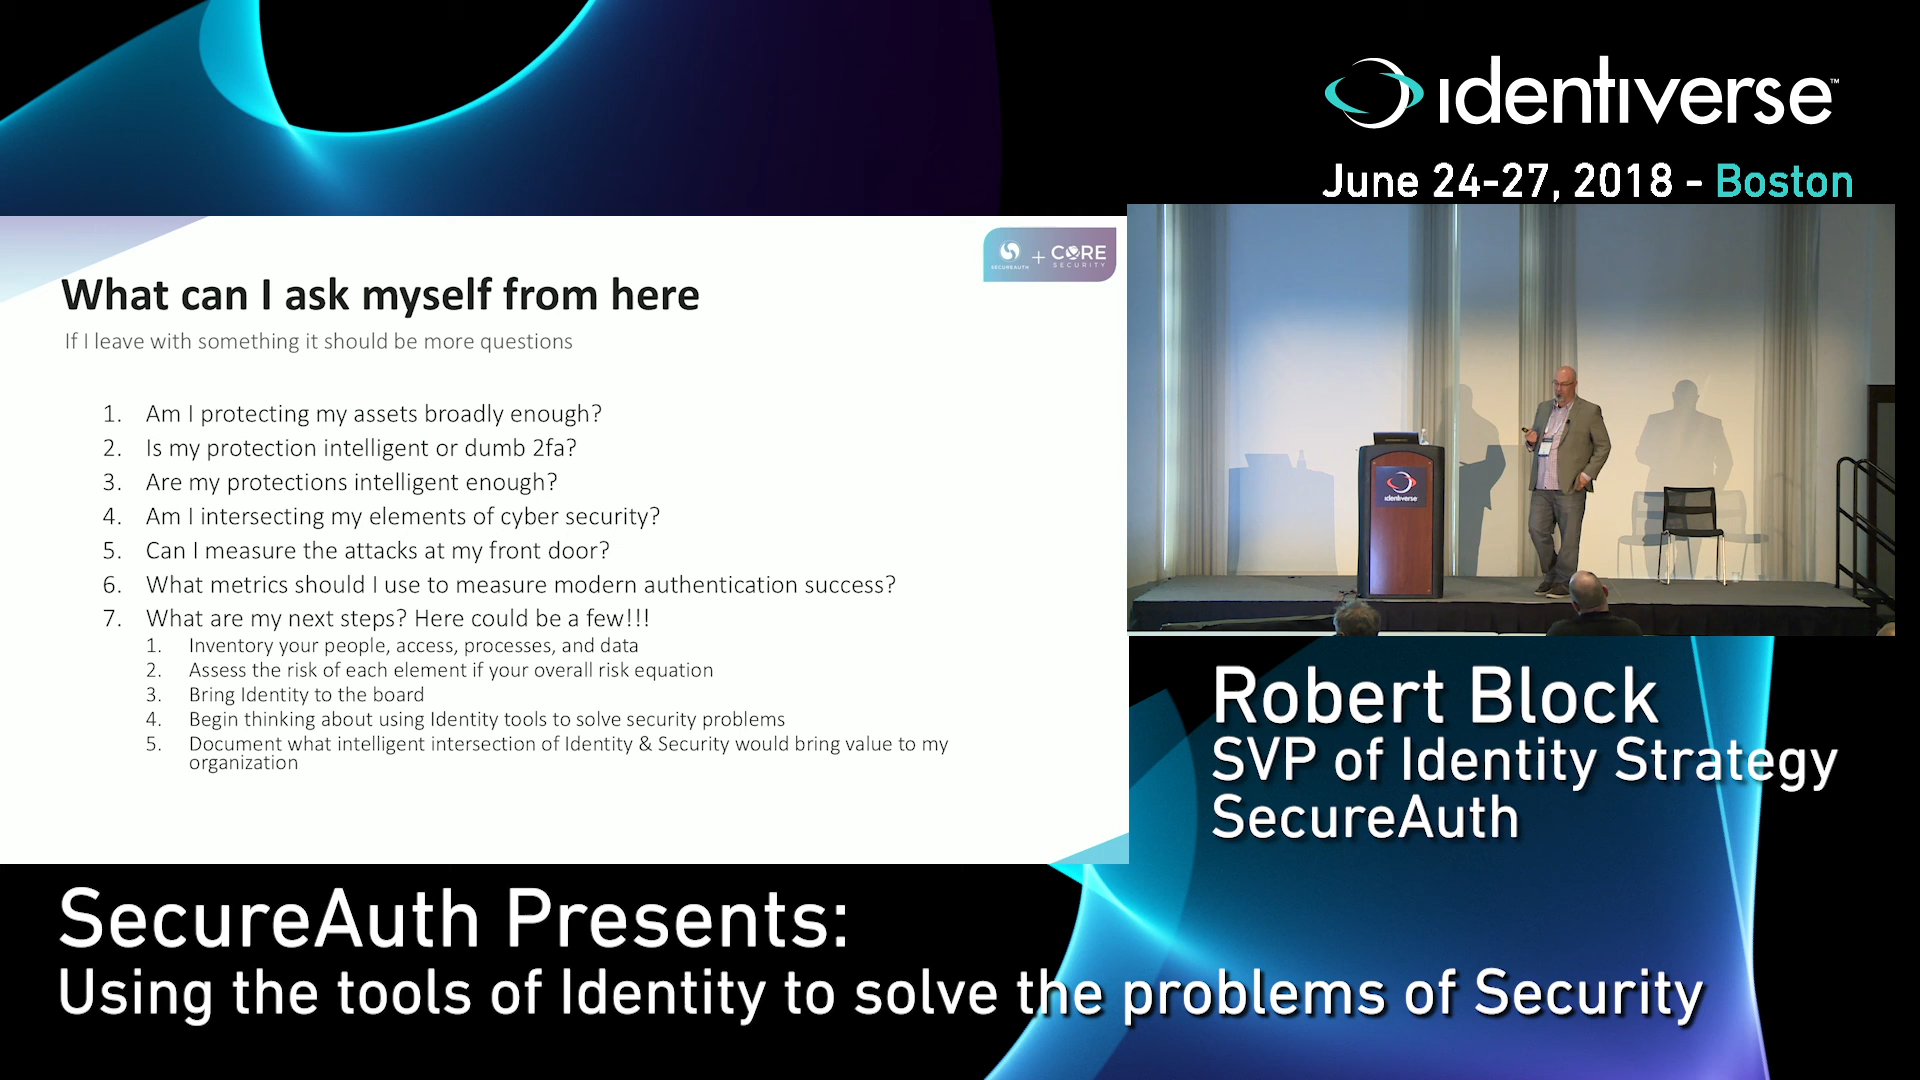 identiverse™
June 24-27, 2018 - Boston
SECUREAUTH + CORE SECURITY
What can I ask myself from here
If I leave with something it should be more questions
1. Am I protecting my assets broadly enough?
2. Is my protection intelligent or dumb 2fa?
3. Are my protections intelligent enough?
4. Am I intersecting my elements of cyber security?
5. Can I measure the attacks at my front door?
6. What metrics should I use to measure modern authentication success?
7. What are my next steps? Here could be a few!!!
1. Inventory your people, access, processes, and data
2. Assess the risk of each element if your overall risk equation
3. Bring Identity to the board
4. Begin thinking about using Identity tools to solve security problems
5. Document what intelligent intersection of Identity & Security would bring value to my
organization
identiverse
Robert Block
SVP of Identity Strategy
SecureAuth
SecureAuth Presents:
Using the tools of Identity to solve the problems of Security